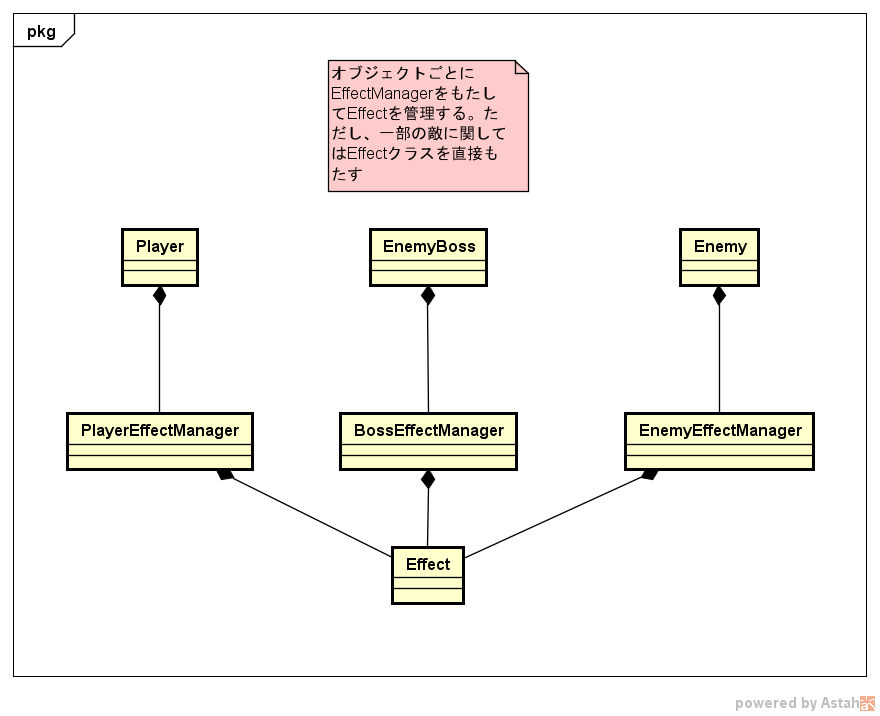 pkg
オブジェクトごとに
EffectManagerをもたし
てEffectを管理する。た
だし、一部の敵に関して
はEffectクラスを直接も
たす
Player
EnemyBoss
Enemy
PlayerEffectManager
BossEffectManager
EnemyEffectManager
Effect
powered by Astah